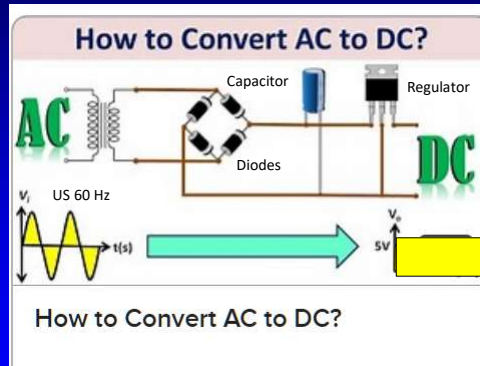 How to Convert AC to DC?
Capacitor
Regulator
AC
Diodes
DC
Vi
US 60 Hz
t(s)
Vo
5V
How to Convert AC to DC?